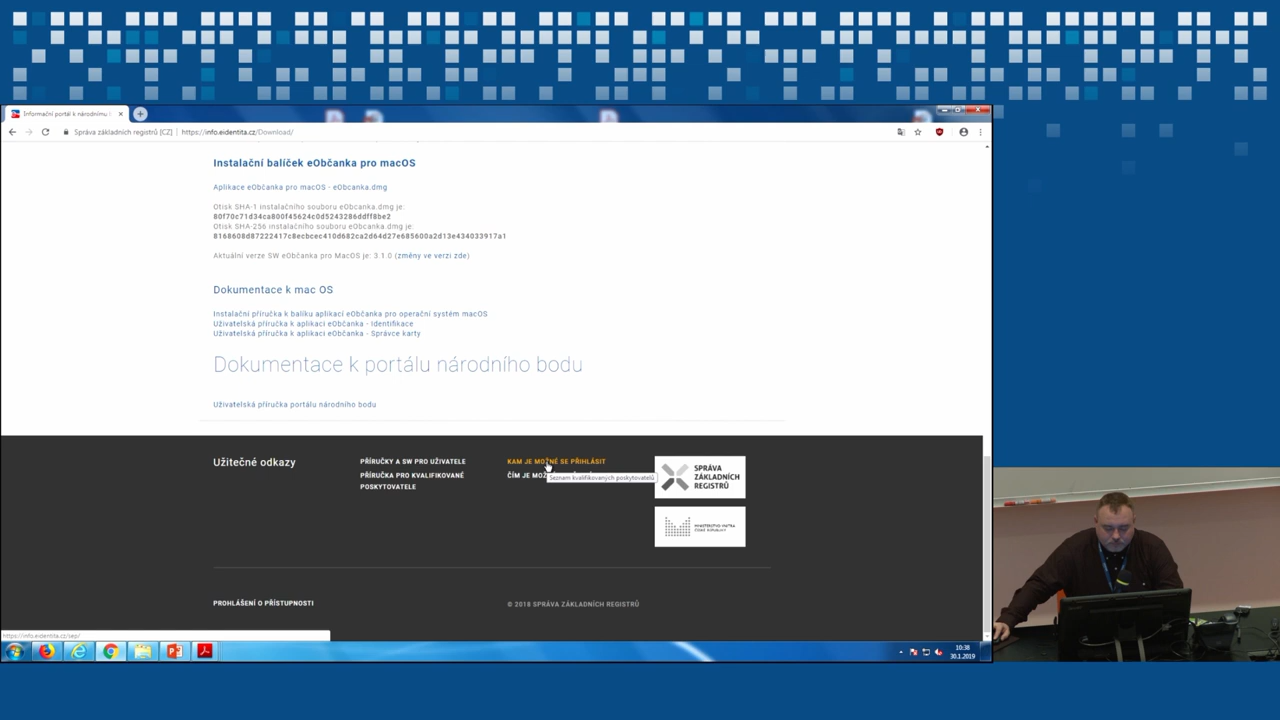 Informační portál k národnímu
Správa základních registrů [CZ] | https://info.eidentita.cz/Download/
Instalační balíček eObčanka pro macOS
Aplikace eObčanka pro macOS - eObcanka.dmg
Otisk SHA-1 instalačního souboru eObcanka.dmg je:
80f70c71d34ca800f45624c0d5243286ddff8be2
Otisk SHA-256 instalačního souboru eObcanka.dmg je:
8168608d87222417c8ecbcec410d682ca2d64d27e685600a2d13e434033917a1
Aktuální verze SW eObčanka pro MacOS je: 3.1.0 (změny ve verzi zde)
Dokumentace k mac OS
Instalační příručka k balíku aplikací eObčanka pro operační systém macOS
Uživatelská příručka k aplikaci eObčanka - Identifikace
Uživatelská příručka k aplikaci eObčanka - Správce karty
Dokumentace k portálu národního bodu
Uživatelská příručka portálu národního bodu
Užitečné odkazy
PŘÍRUČKY A SW PRO UŽIVATELE
PŘÍRUČKA PRO KVALIFIKOVANÉ
POSKYTOVATELE
KAM JE MOŽNÉ SE PŘIHLÁSIT
ČÍM JE MOŽ
Seznam kvalifikovaných poskytovatelů
SPRÁVA
ZÁKLADNÍCH
REGISTRŮ
MINISTERSTVO VNITRA
ČESKÉ REPUBLIKY
PROHLÁŠENÍ O PŘÍSTUPNOSTI
© 2018 SPRÁVA ZÁKLADNÍCH REGISTRŮ
https://info.eidentita.cz/sep/
10:38
30.1.2019